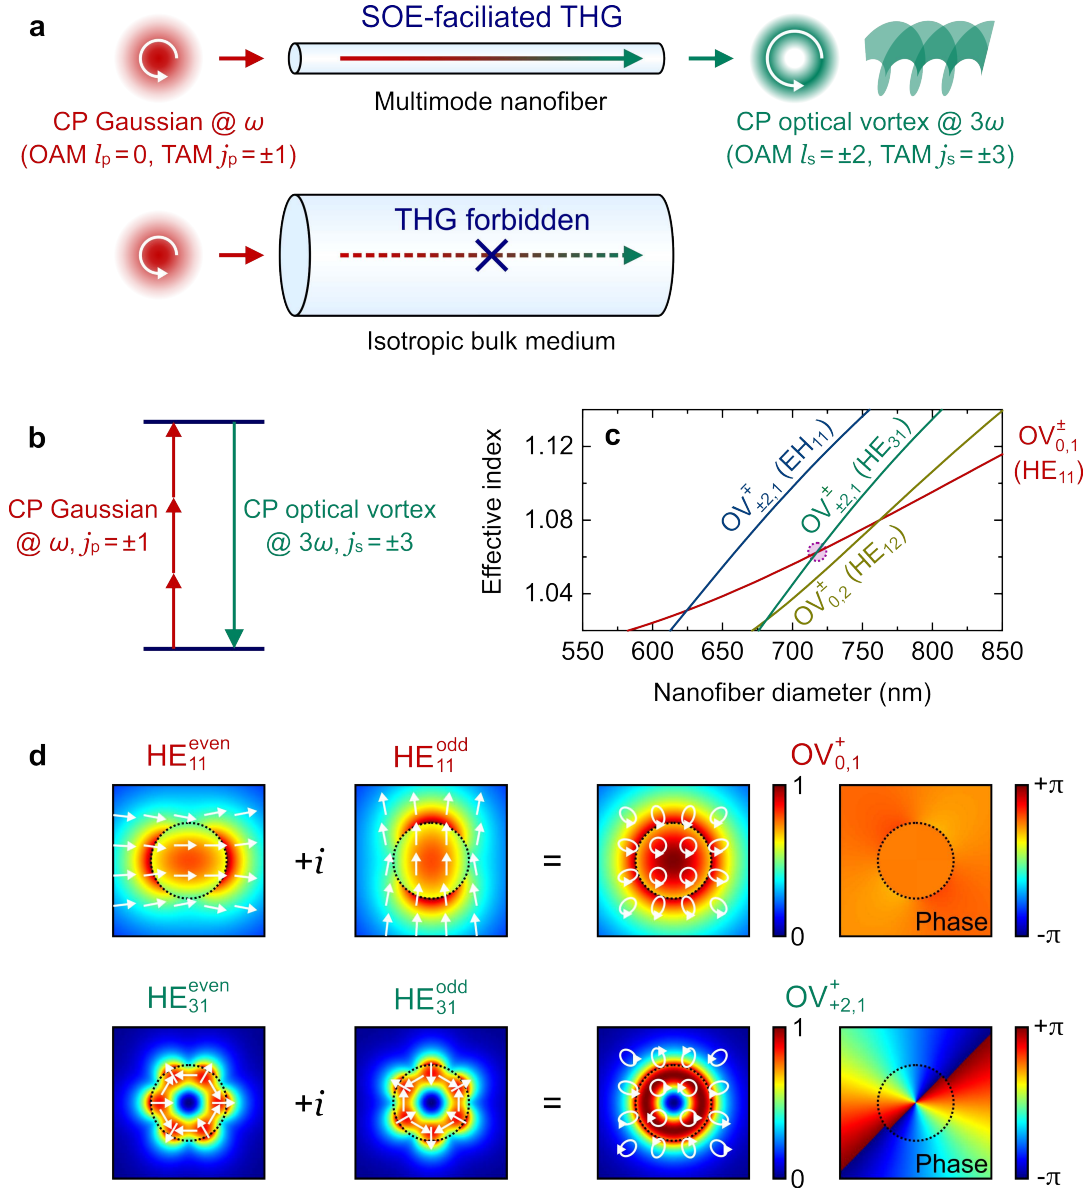 a
SOE-faciliated THG
Multimode nanofiber
CP Gaussian @ ω
(OAM lₚ = 0, TAM jₚ = ±1)
CP optical vortex @ 3ω
(OAM lₛ = ±2, TAM jₛ = ±3)
THG forbidden
Isotropic bulk medium
b
CP Gaussian
@ ω, jₚ = ±1
CP optical vortex
@ 3ω, jₛ = ±3
c
Effective index
1.12
1.08
1.04
OV∓±2,1 (EH11)
OV±±2,1 (HE31)
OV±0,2 (HE12)
OV±0,1
(HE11)
550 600 650 700 750 800 850
Nanofiber diameter (nm)
d
HE11even
HE11odd
OV+0,1
+i
=
1
0
Phase
+π
-π
HE31even
HE31odd
OV++2,1
+i
=
1
0
Phase
+π
-π